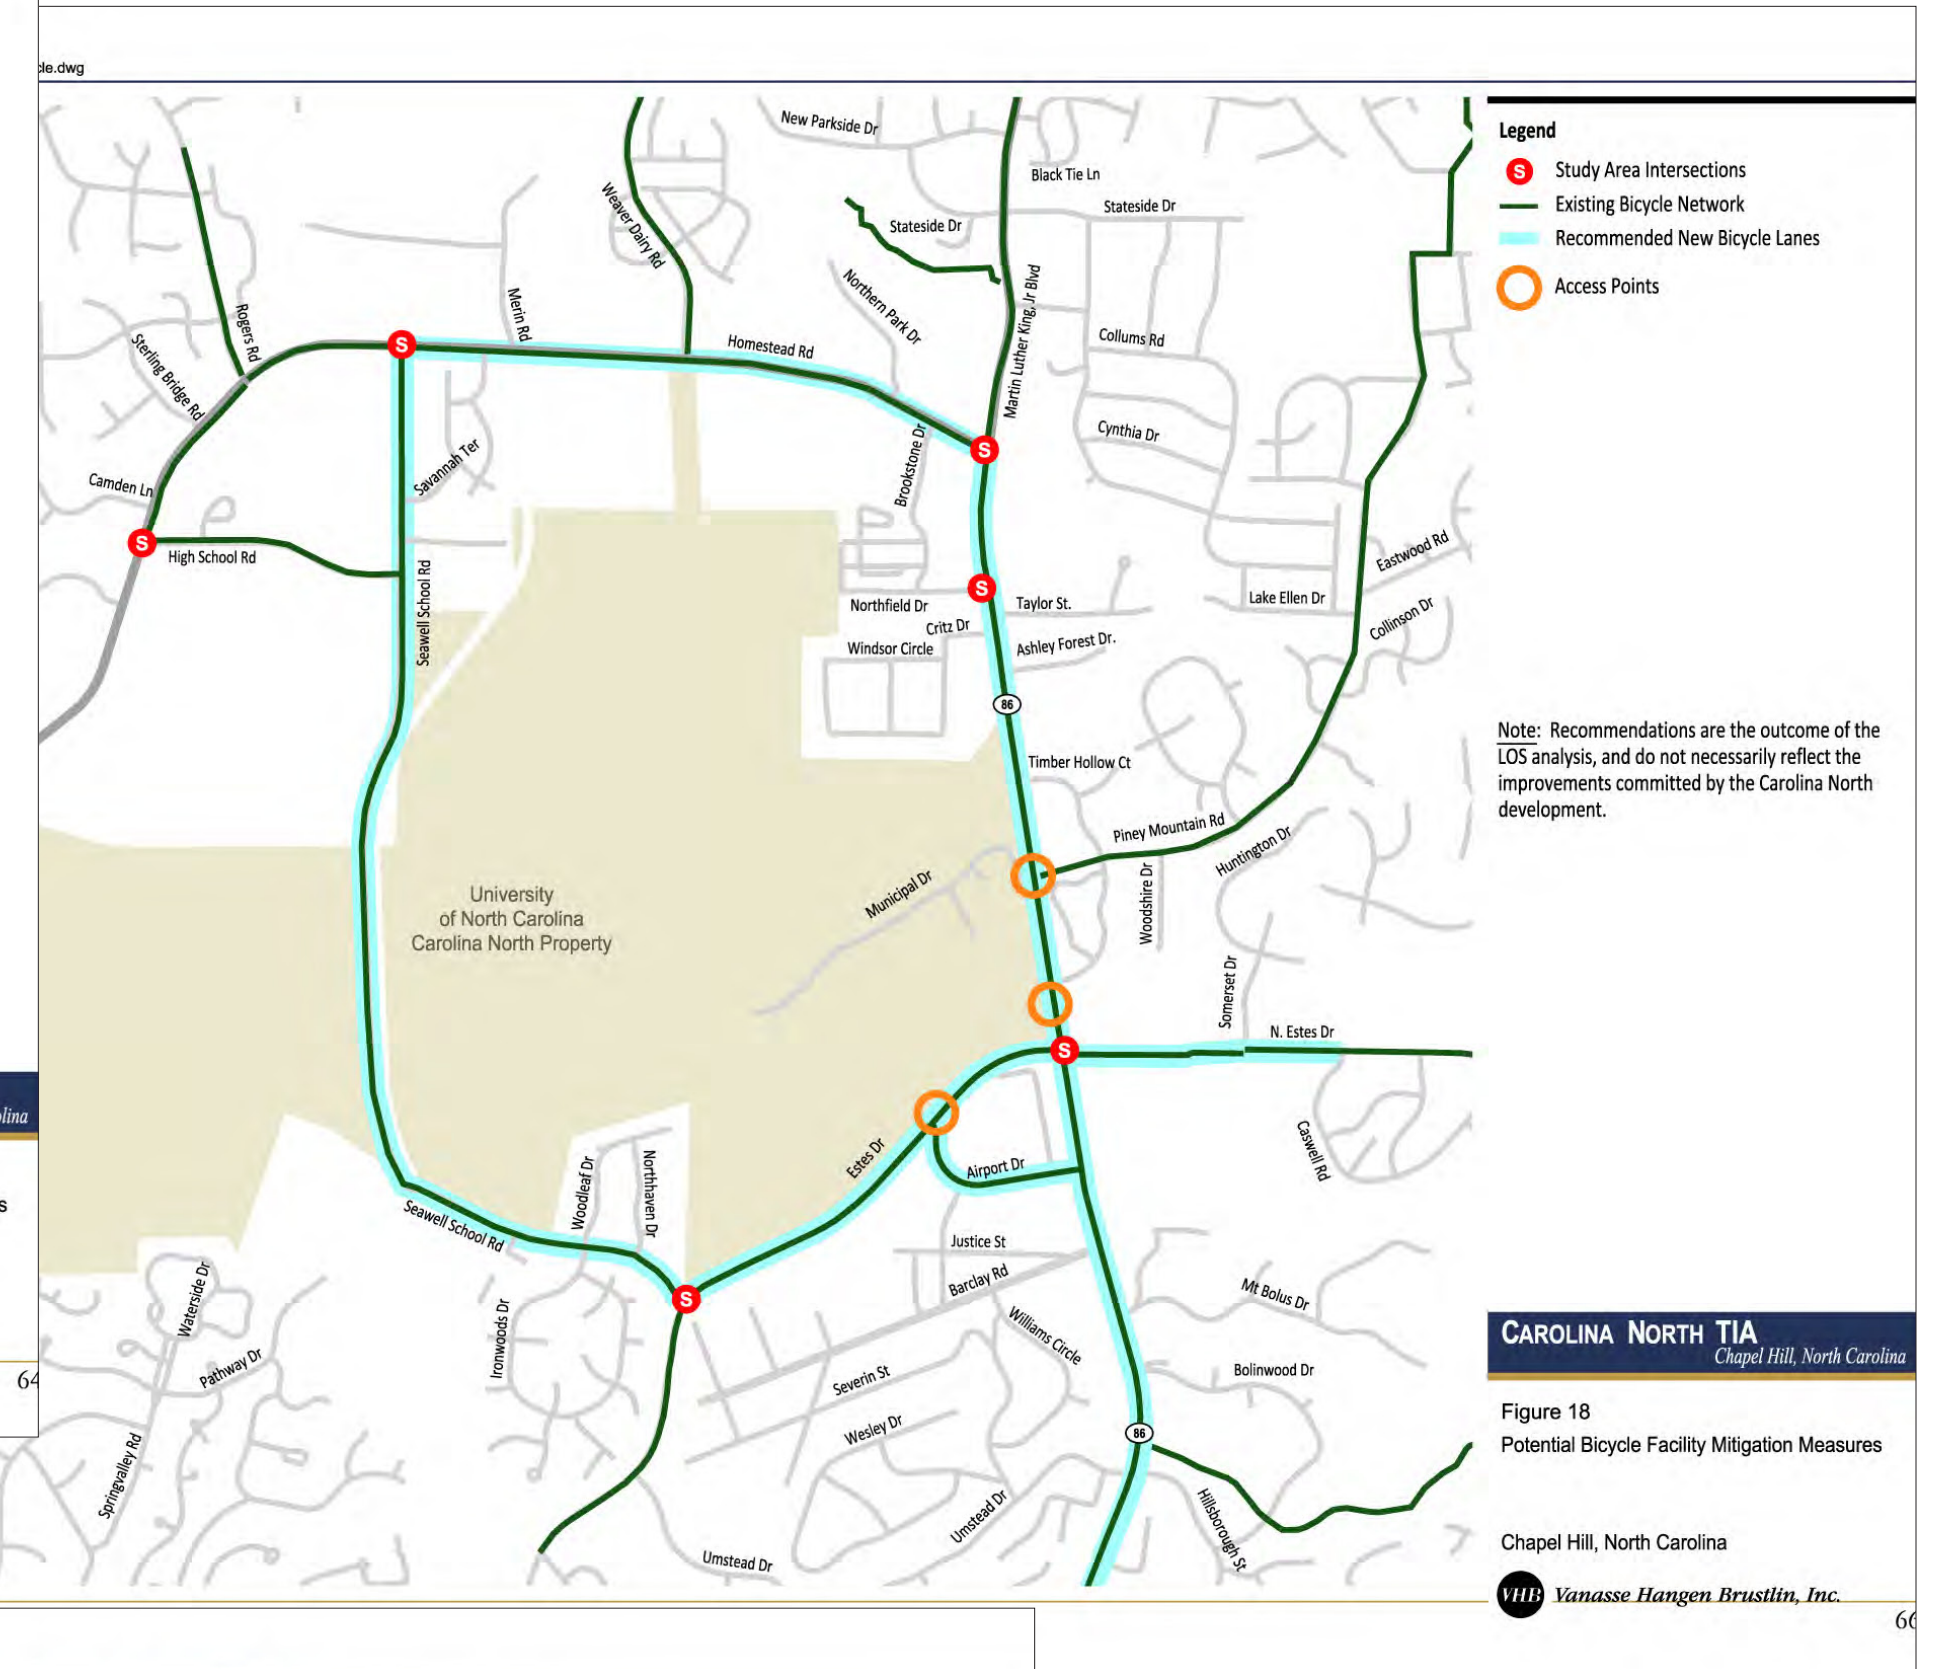 cle.dwg
New Parkside Dr
Black Tie Ln
Stateside Dr
Stateside Dr
Weaver Dairy Rd
Northern Park Dr
Martin Luther King, Jr Blvd
Merin Rd
Rogers Rd
Sterling Bridge Rd
Homestead Rd
Collums Rd
Cynthia Dr
Brookstone Dr
Savannah Ter
Camden Ln
High School Rd
Seawell School Rd
Northfield Dr
Taylor St.
Critz Dr
Windsor Circle
Ashley Forest Dr.
Lake Ellen Dr
Eastwood Rd
Collinson Dr
86
Timber Hollow Ct
Piney Mountain Rd
Huntington Dr
Woodshire Dr
Municipal Dr
University
of North Carolina
Carolina North Property
Somerset Dr
N. Estes Dr
Caswell Rd
Estes Dr
Airport Dr
Woodleaf Dr
Northhaven Dr
Seawell School Rd
Justice St
Barclay Rd
Williams Circle
Mt Bolus Dr
Bolinwood Dr
Waterside Dr
Pathway Dr
Springvalley Rd
Ironwoods Dr
Severin St
Wesley Dr
86
Umstead Dr
Umstead Dr
Hillsborough St
S
S
S
S
S
S
Legend
S Study Area Intersections
Existing Bicycle Network
Recommended New Bicycle Lanes
Access Points
Note: Recommendations are the outcome of the
LOS analysis, and do not necessarily reflect the
improvements committed by the Carolina North
development.
CAROLINA NORTH TIA
Chapel Hill, North Carolina
Figure 18
Potential Bicycle Facility Mitigation Measures
Chapel Hill, North Carolina
VHB Vanasse Hangen Brustlin, Inc.
lina
s
64